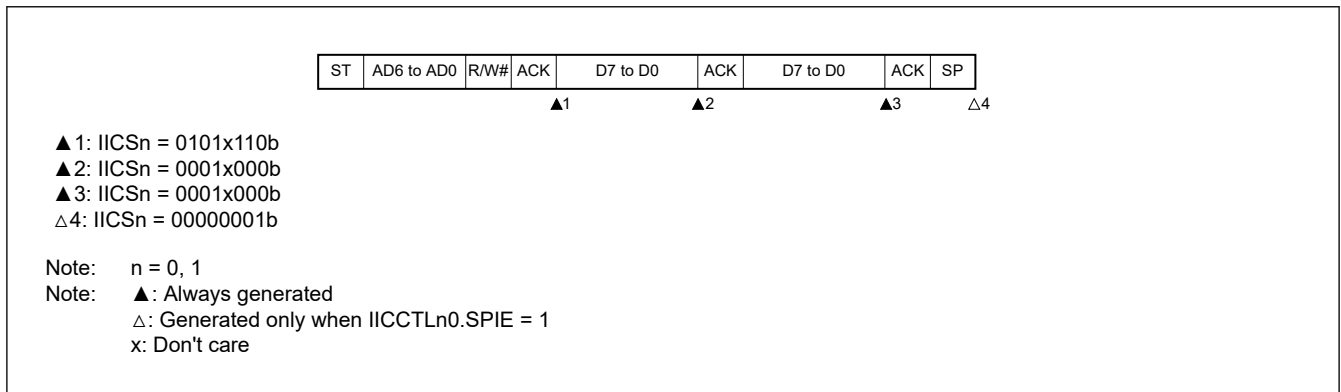 ST AD6 to AD0 R/W# ACK D7 to D0 ACK D7 to D0 ACK SP
▲1 ▲2 ▲3 △4
▲1: IICSn = 0101x110b
▲2: IICSn = 0001x000b
▲3: IICSn = 0001x000b
△4: IICSn = 00000001b
Note: n = 0, 1
Note: ▲: Always generated
△: Generated only when IICCTLn0.SPIE = 1
x: Don't care